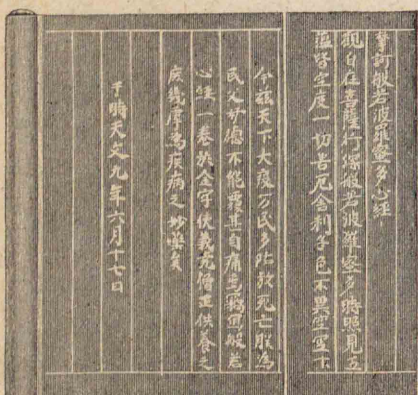 摩訶般若波羅蜜多心經
觀自在菩薩行深般若波羅蜜多時照見五
蘊皆空度一切苦厄舍利子色不異空空不
今茲天下大疫万民多阽於死亡朕為
民父母德不能覆甚自痛焉竊寫般若
心經一卷於金字使義堯僧正供養之
庶幾虖為疾病之妙藥矣
于時天文九年六月十七日